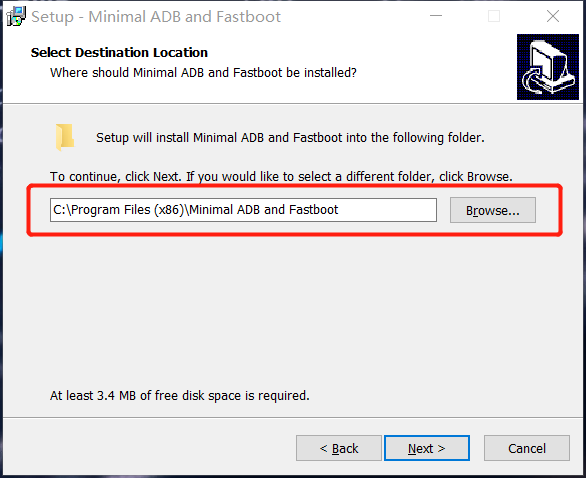 Setup - Minimal ADB and Fastboot
Select Destination Location
Where should Minimal ADB and Fastboot be installed?
Setup will install Minimal ADB and Fastboot into the following folder.
To continue, click Next. If you would like to select a different folder, click Browse.
C:\Program Files (x86)\Minimal ADB and Fastboot
Browse...
At least 3.4 MB of free disk space is required.
< Back
Next >
Cancel